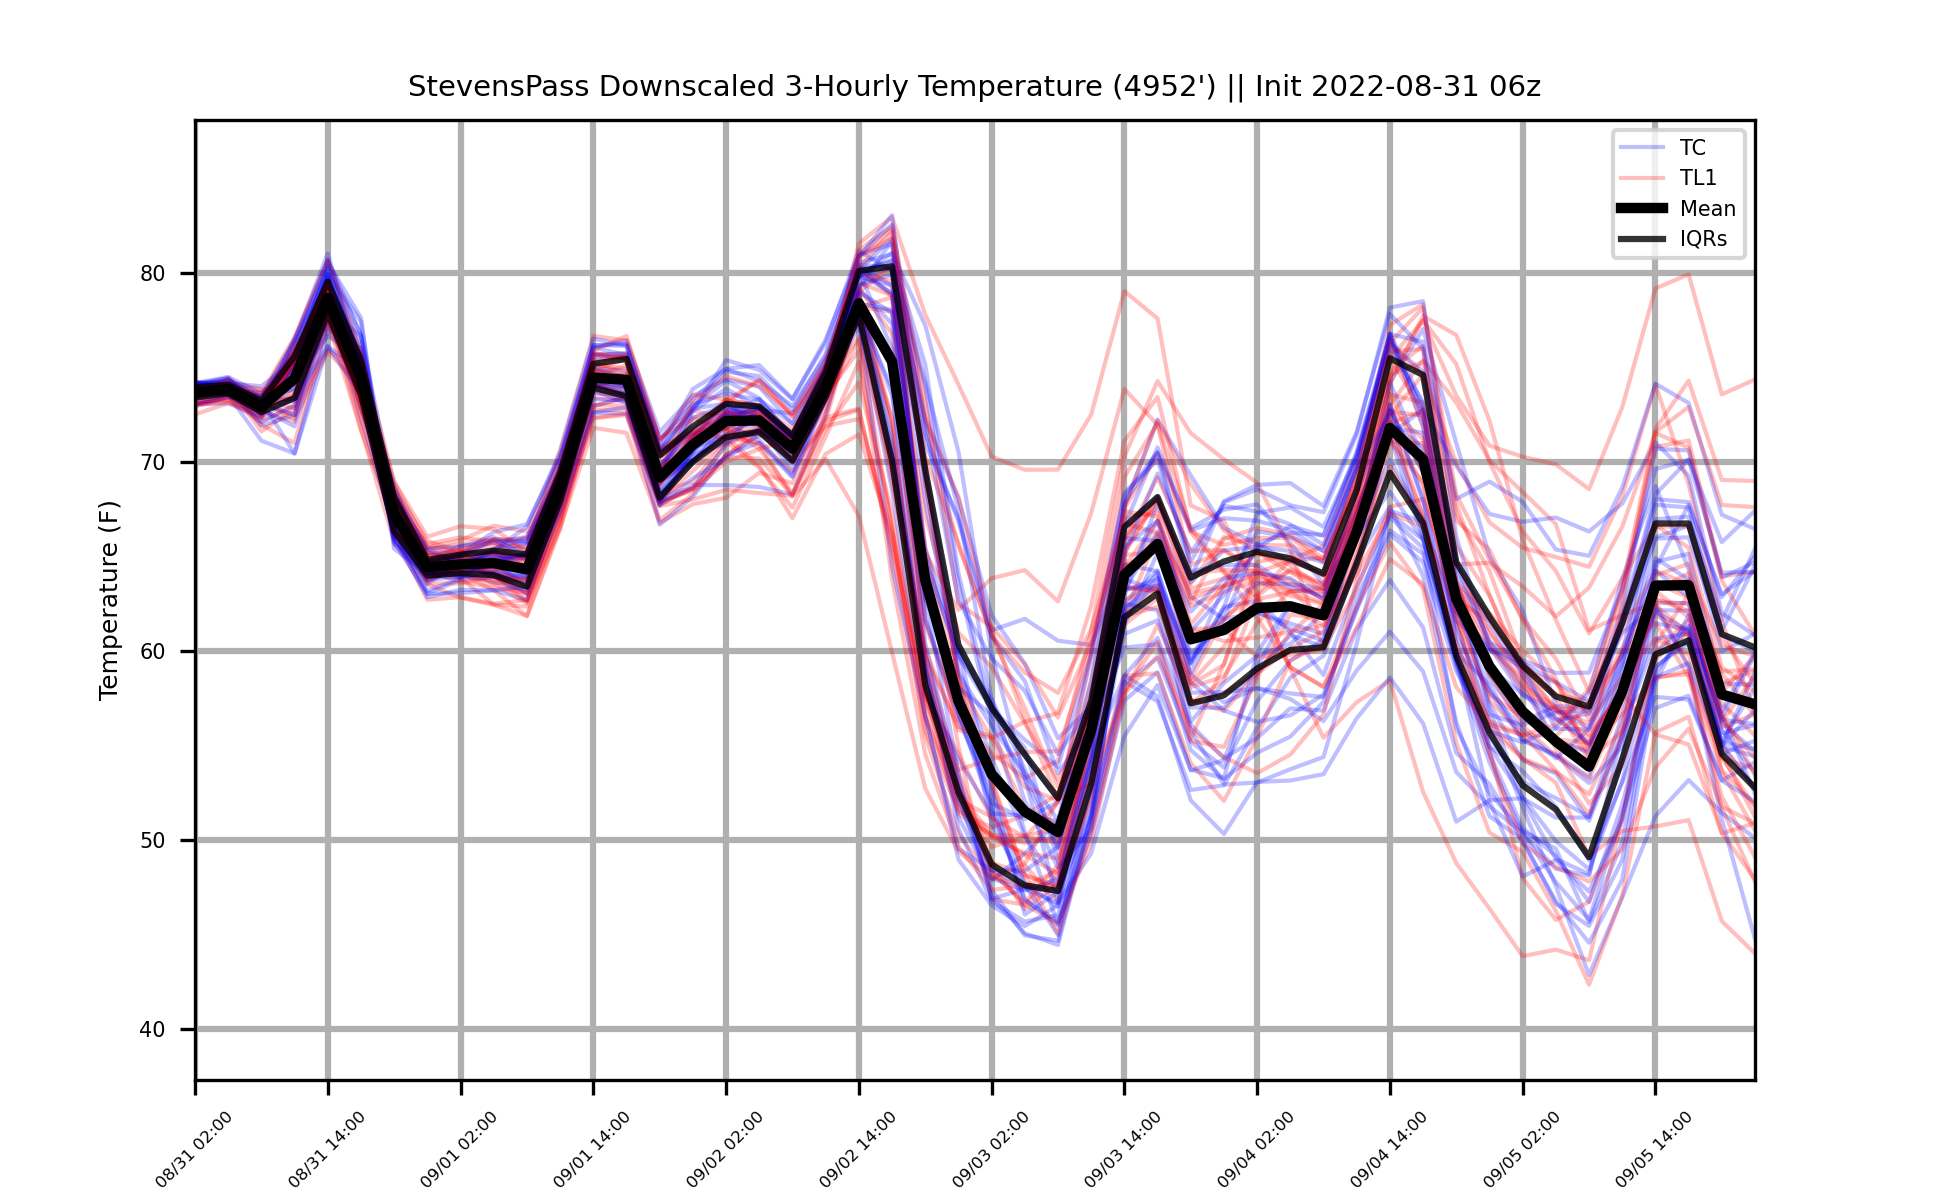 StevensPass Downscaled 3-Hourly Temperature (4952') || Init 2022-08-31 06z
TC
TL1
Mean
IQRs
Temperature (F)
80
70
60
50
40
08/31 02:00
08/31 14:00
09/01 02:00
09/01 14:00
09/02 02:00
09/02 14:00
09/03 02:00
09/03 14:00
09/04 02:00
09/04 14:00
09/05 02:00
09/05 14:00